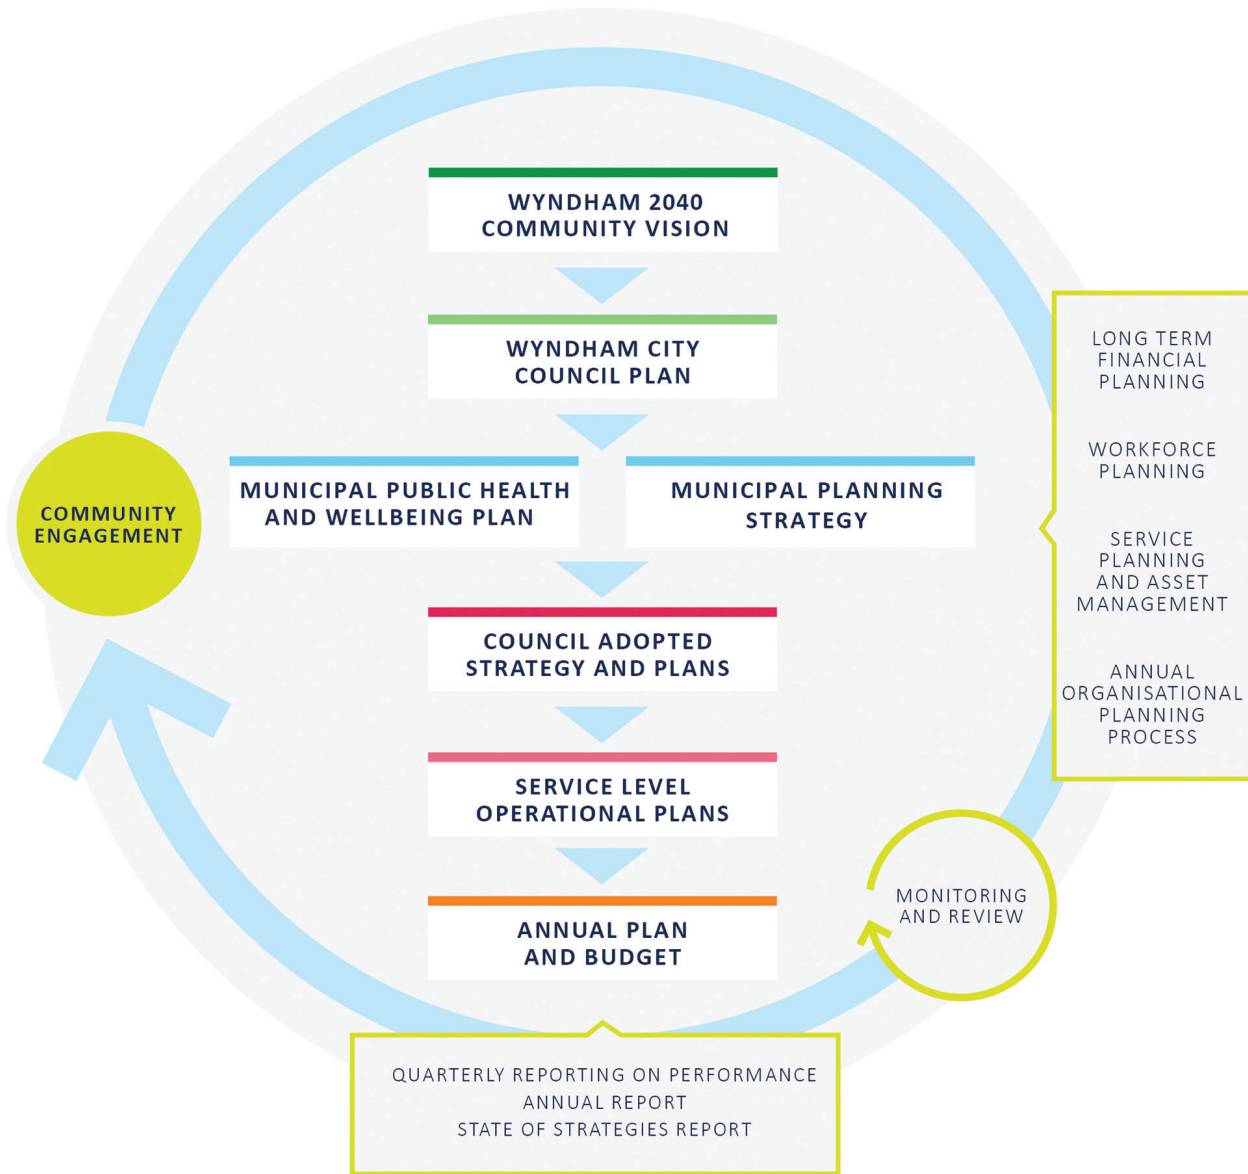 WYNDHAM 2040
COMMUNITY VISION
WYNDHAM CITY
COUNCIL PLAN
MUNICIPAL PUBLIC HEALTH
AND WELLBEING PLAN
MUNICIPAL PLANNING
STRATEGY
COUNCIL ADOPTED
STRATEGY AND PLANS
SERVICE LEVEL
OPERATIONAL PLANS
ANNUAL PLAN
AND BUDGET
COMMUNITY
ENGAGEMENT
LONG TERM
FINANCIAL
PLANNING
WORKFORCE
PLANNING
SERVICE
PLANNING
AND ASSET
MANAGEMENT
ANNUAL
ORGANISATIONAL
PLANNING
PROCESS
MONITORING
AND REVIEW
QUARTERLY REPORTING ON PERFORMANCE
ANNUAL REPORT
STATE OF STRATEGIES REPORT